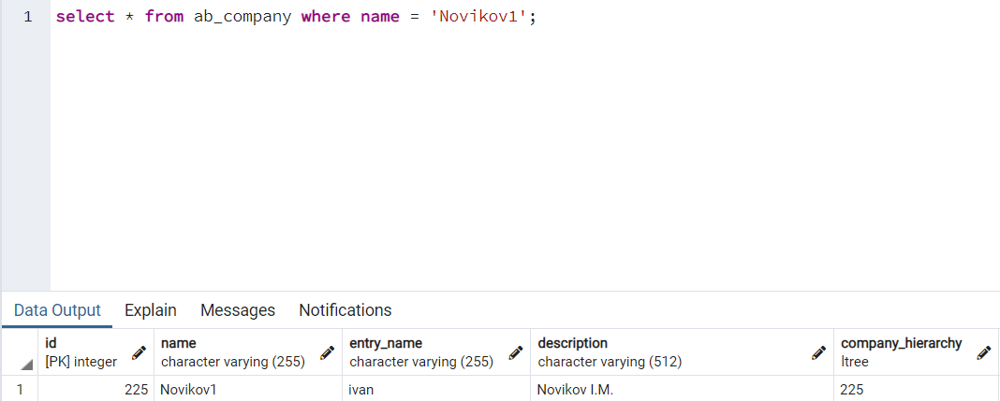 1 select * from ab_company where name = 'Novikov1';
Data Output Explain Messages Notifications
id name entry_name description company_hierarchy
[PK] integer character varying (255) character varying (255) character varying (512) ltree
1 225 Novikov1 ivan Novikov I.M. 225